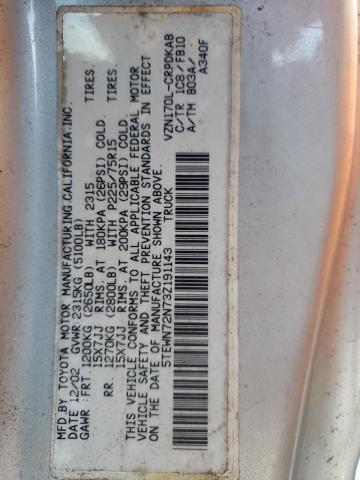 MFD.BY TOYOTA MOTOR MANUFACTURING.CALIFORNIA.INC.
DATE 12/02 GVWR:2315KG (5100LB)
GAWR : FRT.1200KG (2650LB) WITH 2315 TIRES.
15X7JJ RIMS. AT 180KPA (26PSI) COLD.
RR. 1270KG (2800LB) WITH P225/75R15 TIRES.
15X7JJ RIMS. AT 200KPA (29PSI) COLD.
THIS VEHICLE CONFORMS TO ALL APPLICABLE FEDERAL MOTOR
VEHICLE SAFETY AND THEFT PREVENTION STANDARDS IN EFFECT
ON THE DATE OF MANUFACTURE SHOWN ABOVE.
5TEWN72N73Z191143 TRUCK
VZN170L-CRPDKAB
C/TR 1C8/FB10
A/TM B03A/
A340F